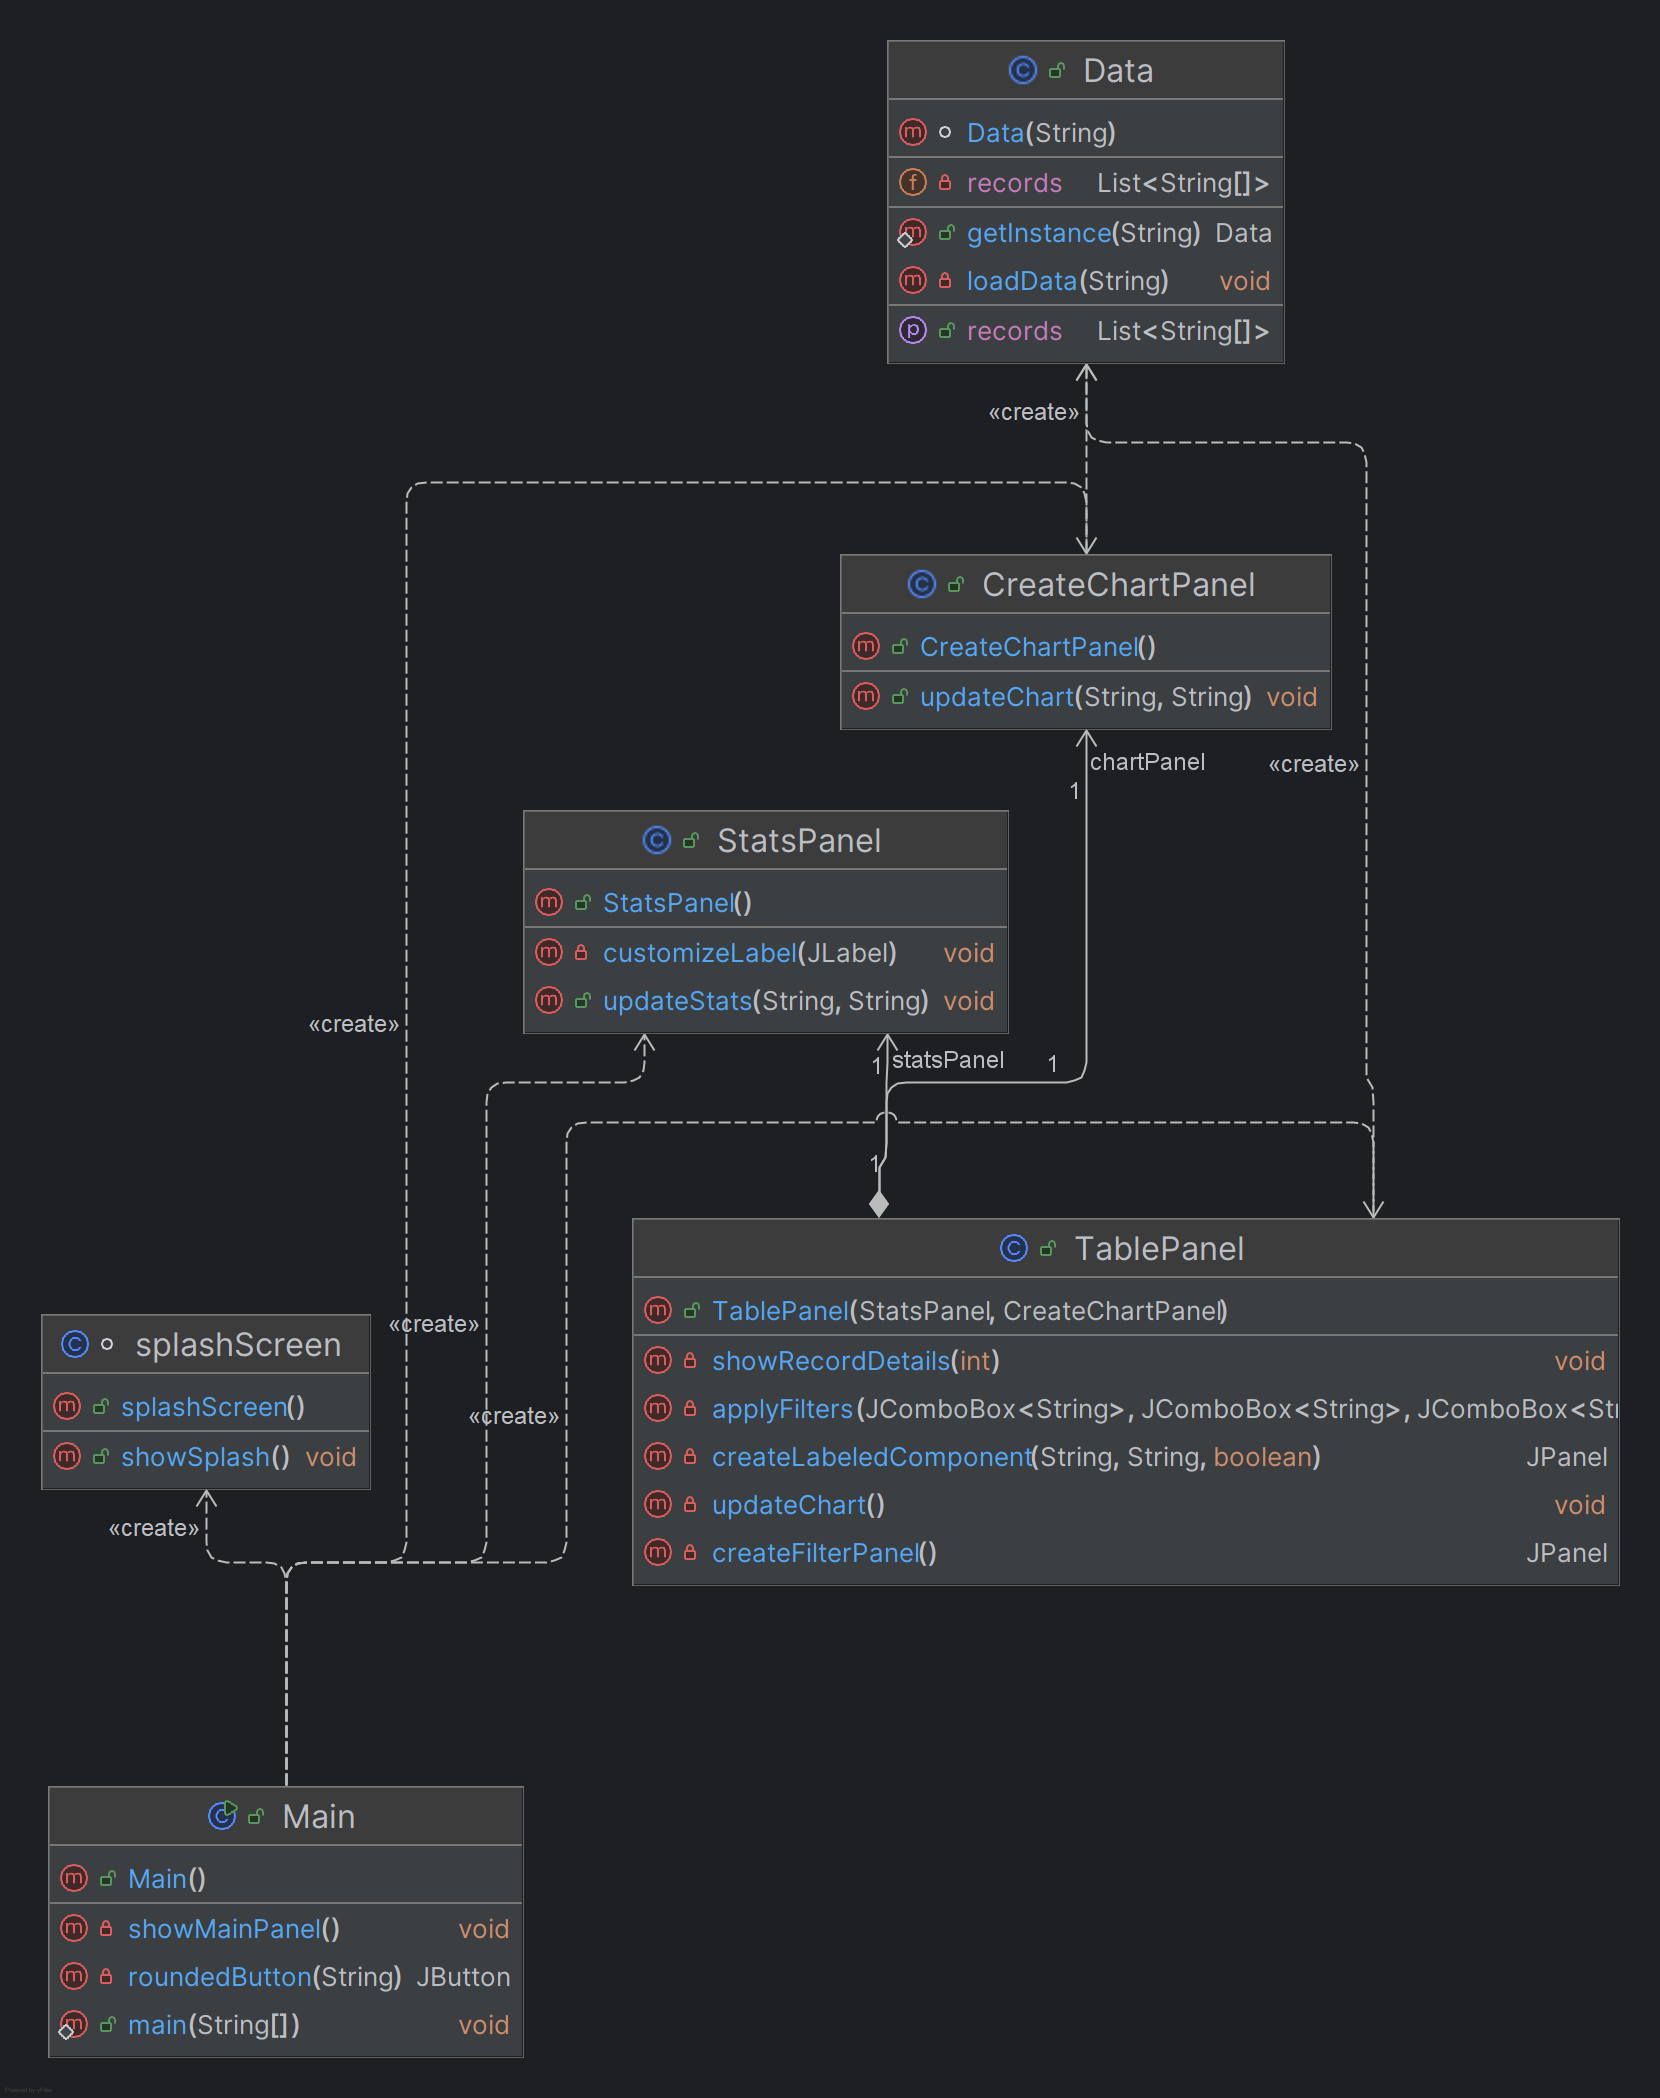 Data
Data(String)
records List<String[]>
getInstance(String) Data
loadData(String) void
records List<String[]>
«create»
CreateChartPanel
CreateChartPanel()
updateChart(String, String) void
chartPanel
1
«create»
StatsPanel
StatsPanel()
customizeLabel(JLabel) void
updateStats(String, String) void
«create»
1 statsPanel 1
1
TablePanel
TablePanel(StatsPanel, CreateChartPanel)
showRecordDetails(int) void
applyFilters(JComboBox<String>, JComboBox<String>, JComboBox<Str
createLabeledComponent(String, String, boolean) JPanel
updateChart() void
createFilterPanel() JPanel
«create»
«create»
splashScreen
splashScreen()
showSplash() void
«create»
Main
Main()
showMainPanel() void
roundedButton(String) JButton
main(String[]) void
Powered by yFiles